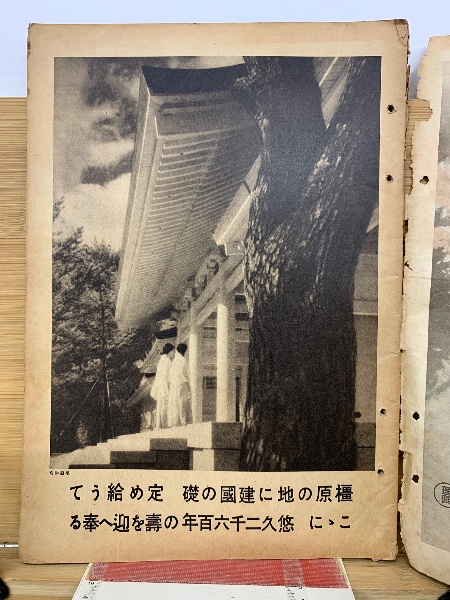 橿原の地に建國の礎 定め給うて
こゝに 悠久二千六百年の壽を迎へ奉る